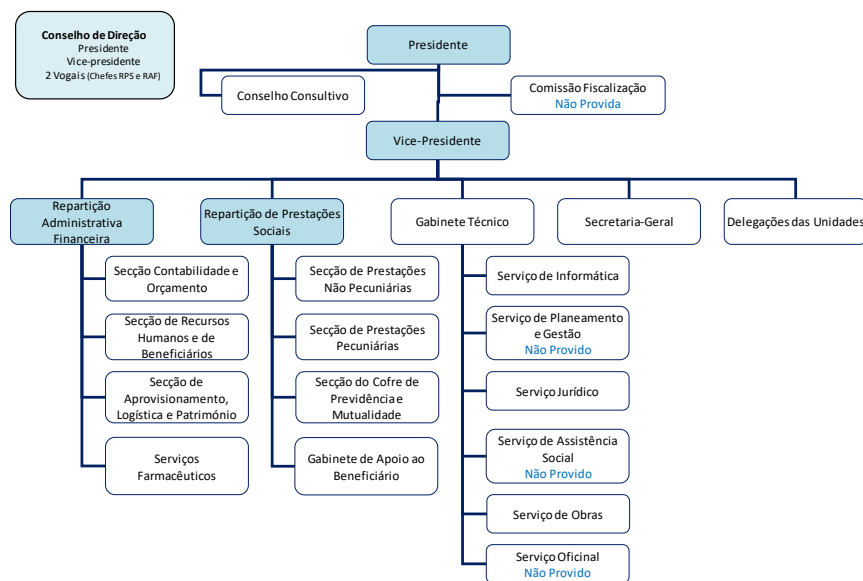 Conselho de Direção
Presidente
Vice-presidente
2 Vogais (Chefes RPS e RAF)
Presidente
Conselho Consultivo
Comissão Fiscalização
Não Provida
Vice-Presidente
Repartição
Administrativa
Financeira
Repartição de Prestações
Sociais
Gabinete Técnico
Secretaria-Geral
Delegações das Unidades
Secção Contabilidade e
Orçamento
Secção de Recursos
Humanos e de
Beneficiários
Secção de
Aprovisionamento,
Logística e Património
Serviços
Farmacêuticos
Secção de Prestações
Não Pecuniárias
Secção de Prestações
Pecuniárias
Secção do Cofre de
Previdência e
Mutualidade
Gabinete de Apoio ao
Beneficiário
Serviço de Informática
Serviço de Planeamento
e Gestão
Não Provido
Serviço Jurídico
Serviço de Assistência
Social
Não Provido
Serviço de Obras
Serviço Oficinal
Não Provido